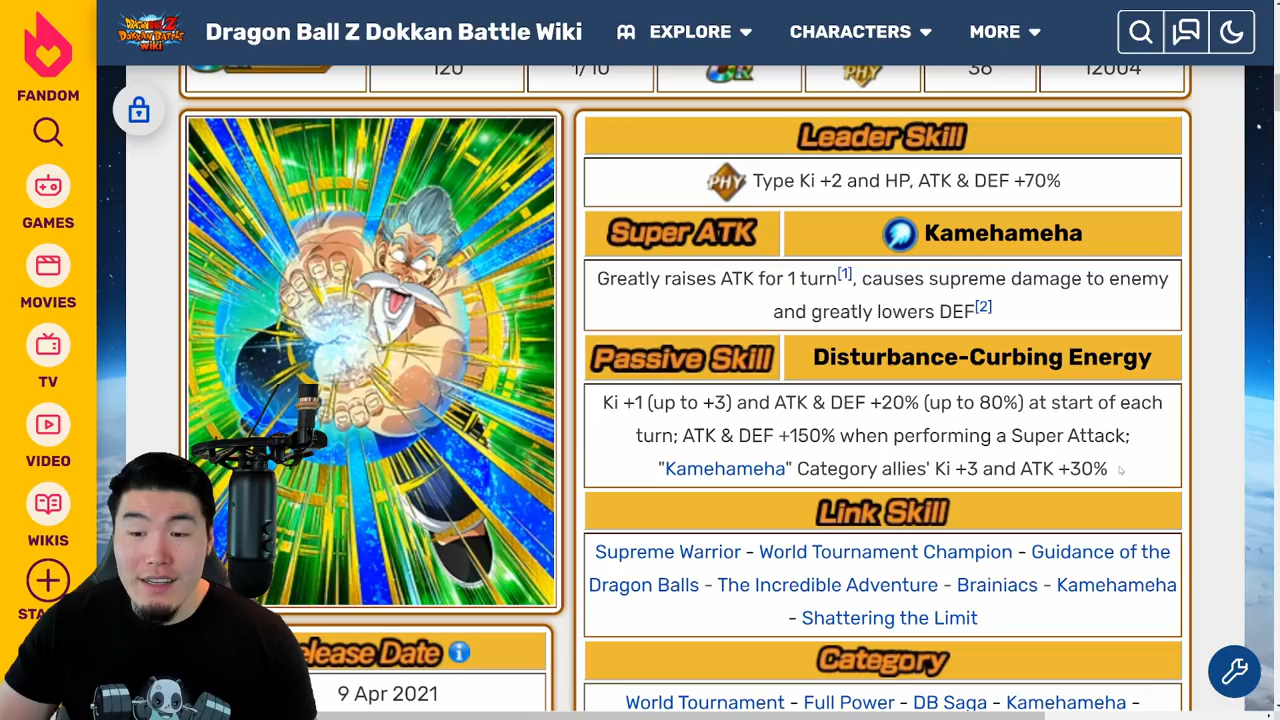 Dragon Ball Z Dokkan Battle Wiki EXPLORE CHARACTERS MORE
FANDOM
GAMES
MOVIES
TV
VIDEO
WIKIS
120 1/10 PHY 38 12004
Leader Skill
PHY Type Ki +2 and HP, ATK & DEF +70%
Super ATK Kamehameha
Greatly raises ATK for 1 turn[1], causes supreme damage to enemy
and greatly lowers DEF[2]
Passive Skill Disturbance-Curbing Energy
Ki +1 (up to +3) and ATK & DEF +20% (up to 80%) at start of each
turn; ATK & DEF +150% when performing a Super Attack;
"Kamehameha" Category allies' Ki +3 and ATK +30%
Link Skill
Supreme Warrior - World Tournament Champion - Guidance of the
Dragon Balls - The Incredible Adventure - Brainiacs - Kamehameha
- Shattering the Limit
Category
World Tournament - Full Power - DB Saga - Kamehameha -
elease Date
9 Apr 2021